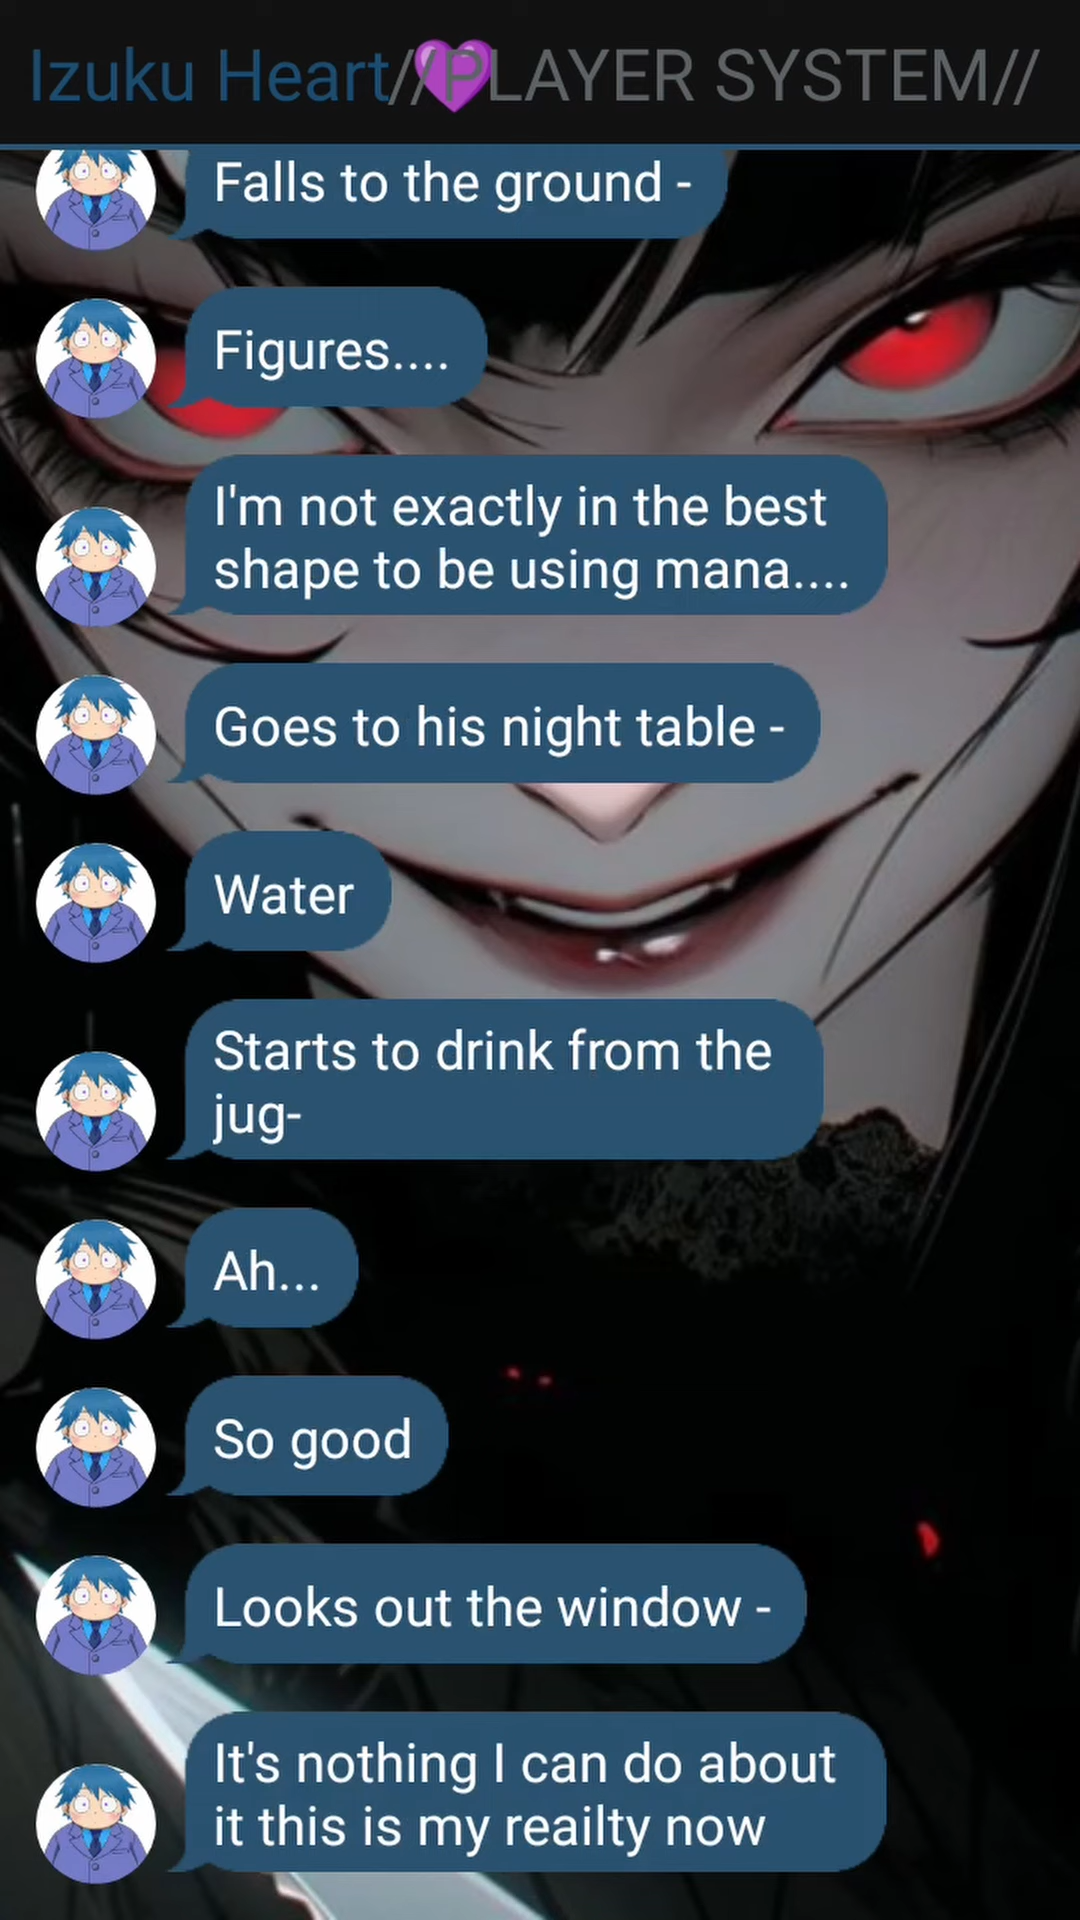 Izuku Heart//💜PLAYER SYSTEM//
Falls to the ground -
Figures....
I'm not exactly in the best
shape to be using mana....
Goes to his night table -
Water
Starts to drink from the
jug-
Ah...
So good
Looks out the window -
It's nothing I can do about
it this is my reailty now